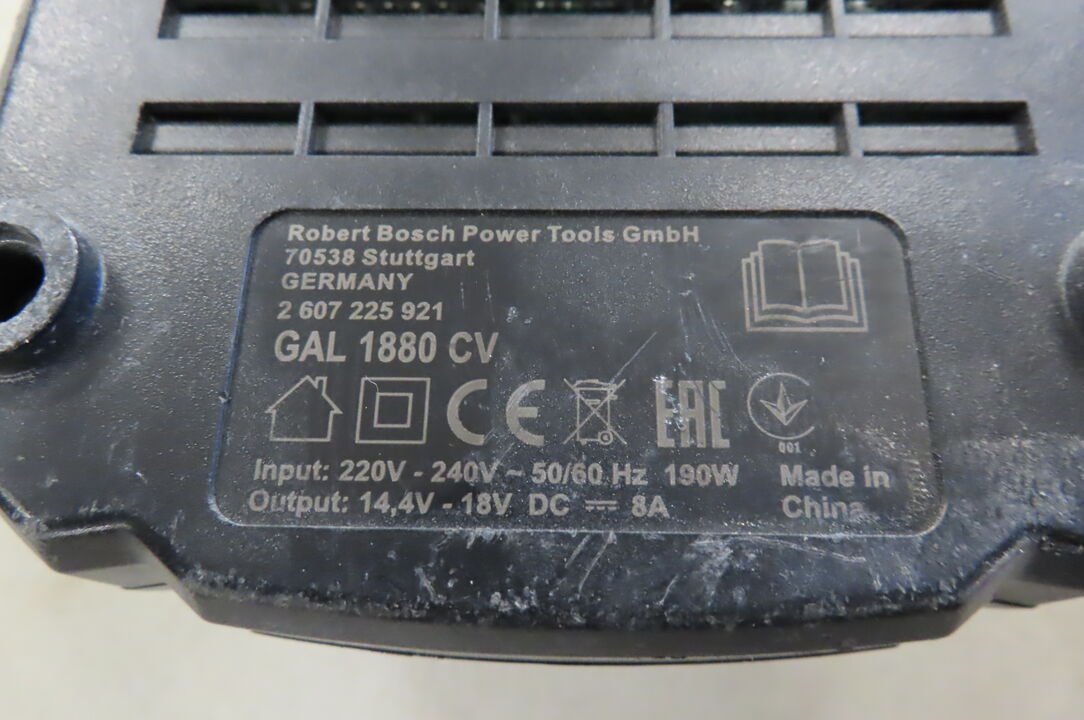 Robert Bosch Power Tools GmbH
70538 Stuttgart
GERMANY
2 607 225 921
GAL 1880 CV
CE EAC
001
Input: 220V - 240V ~ 50/60 Hz 190W
Output: 14,4V - 18V DC ⎓ 8A
Made in
China